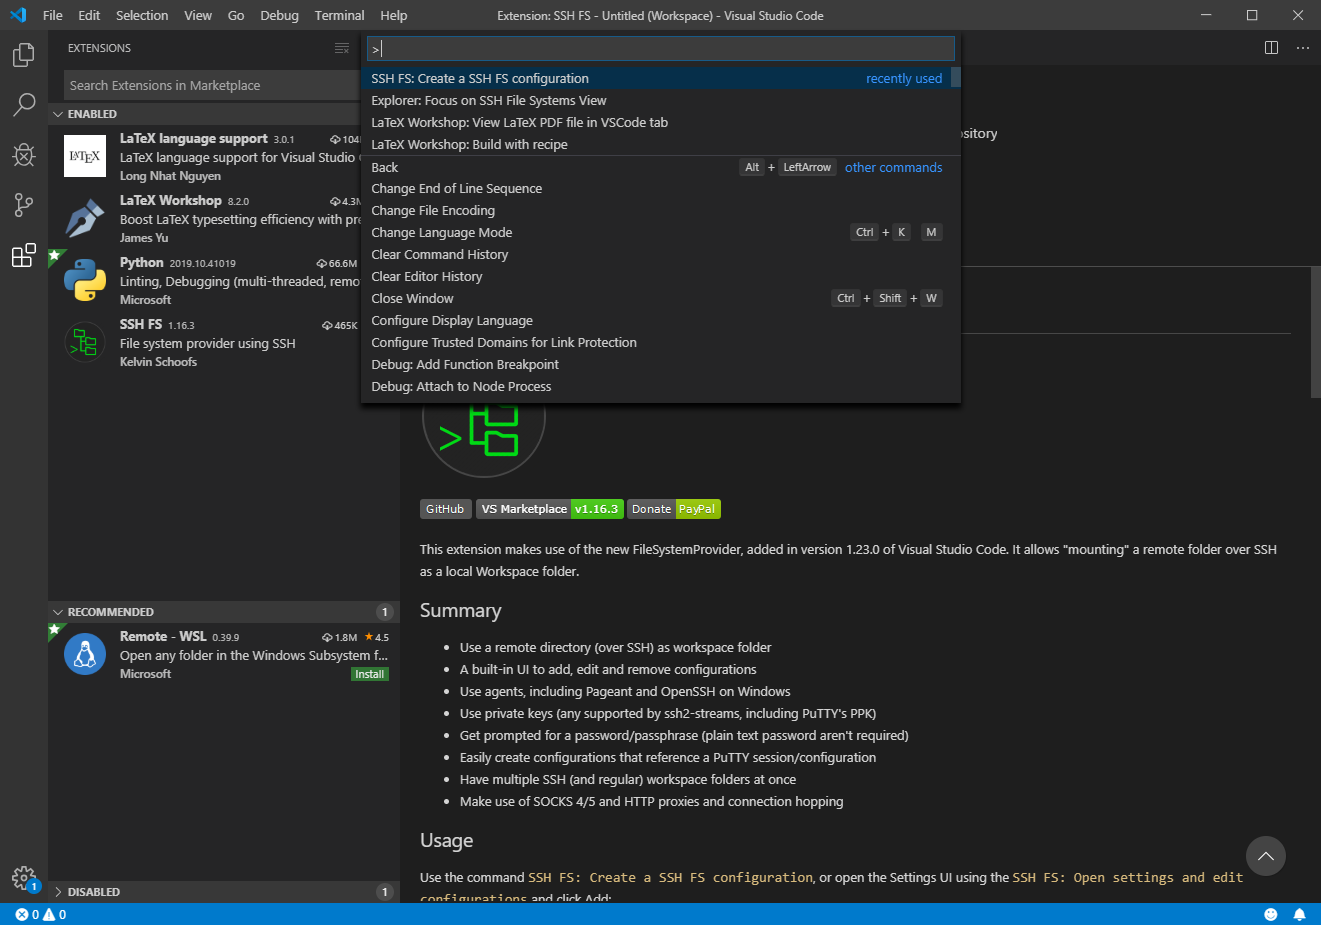 File Edit Selection View Go Debug Terminal Help
Extension: SSH FS - Untitled (Workspace) - Visual Studio Code
EXTENSIONS
Search Extensions in Marketplace
ENABLED
LaTeX language support 3.0.1 104
LaTeX language support for Visual Studio
Long Nhat Nguyen
LaTeX Workshop 8.2.0 4.3M
Boost LaTeX typesetting efficiency with pre
James Yu
Python 2019.10.41019 66.6M
Linting, Debugging (multi-threaded, remo
Microsoft
SSH FS 1.16.3 465K
File system provider using SSH
Kelvin Schoofs
RECOMMENDED 1
Remote - WSL 0.39.9 1.8M 4.5
Open any folder in the Windows Subsystem f...
Microsoft
Install
DISABLED 1
>
SSH FS: Create a SSH FS configuration recently used
Explorer: Focus on SSH File Systems View
LaTeX Workshop: View LaTeX PDF file in VSCode tab
LaTeX Workshop: Build with recipe
Back Alt + LeftArrow other commands
Change End of Line Sequence
Change File Encoding
Change Language Mode Ctrl + K M
Clear Command History
Clear Editor History
Close Window Ctrl + Shift + W
Configure Display Language
Configure Trusted Domains for Link Protection
Debug: Add Function Breakpoint
Debug: Attach to Node Process
ository
GitHub VS Marketplace v1.16.3 Donate PayPal
This extension makes use of the new FileSystemProvider, added in version 1.23.0 of Visual Studio Code. It allows "mounting" a remote folder over SSH
as a local Workspace folder.
Summary
• Use a remote directory (over SSH) as workspace folder
• A built-in UI to add, edit and remove configurations
• Use agents, including Pageant and OpenSSH on Windows
• Use private keys (any supported by ssh2-streams, including PuTTY's PPK)
• Get prompted for a password/passphrase (plain text password aren't required)
• Easily create configurations that reference a PuTTY session/configuration
• Have multiple SSH (and regular) workspace folders at once
• Make use of SOCKS 4/5 and HTTP proxies and connection hopping
Usage
Use the command SSH FS: Create a SSH FS configuration, or open the Settings UI using the SSH FS: Open settings and edit
configurations and click Add:
1
0 0